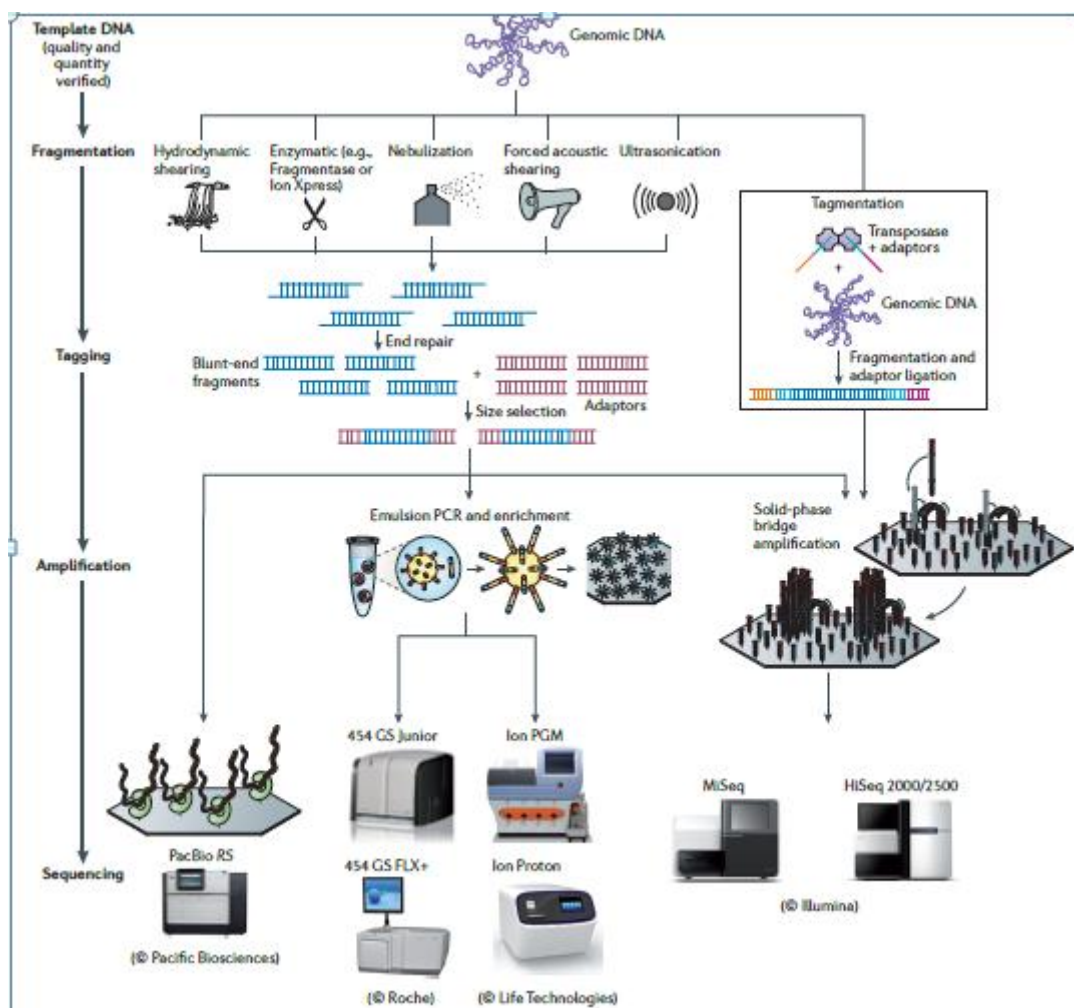 Template DNA
(quality and
quantity
verified)
Genomic DNA
Fragmentation
Hydrodynamic
shearing
Enzymatic (e.g.,
Fragmentase or
Ion Xpress)
Nebulization
Forced acoustic
shearing
Ultrasonication
Tagmentation
Transposase
+ adaptors
+
Genomic DNA
Fragmentation and
adaptor ligation
Tagging
End repair
Blunt-end
fragments
+
Adaptors
Size selection
Amplification
Emulsion PCR and enrichment
Solid-phase
bridge
amplification
Sequencing
PacBio RS
(© Pacific Biosciences)
454 GS Junior
454 GS FLX+
(© Roche)
Ion PGM
Ion Proton
(© Life Technologies)
MiSeq
HiSeq 2000/2500
(© Illumina)